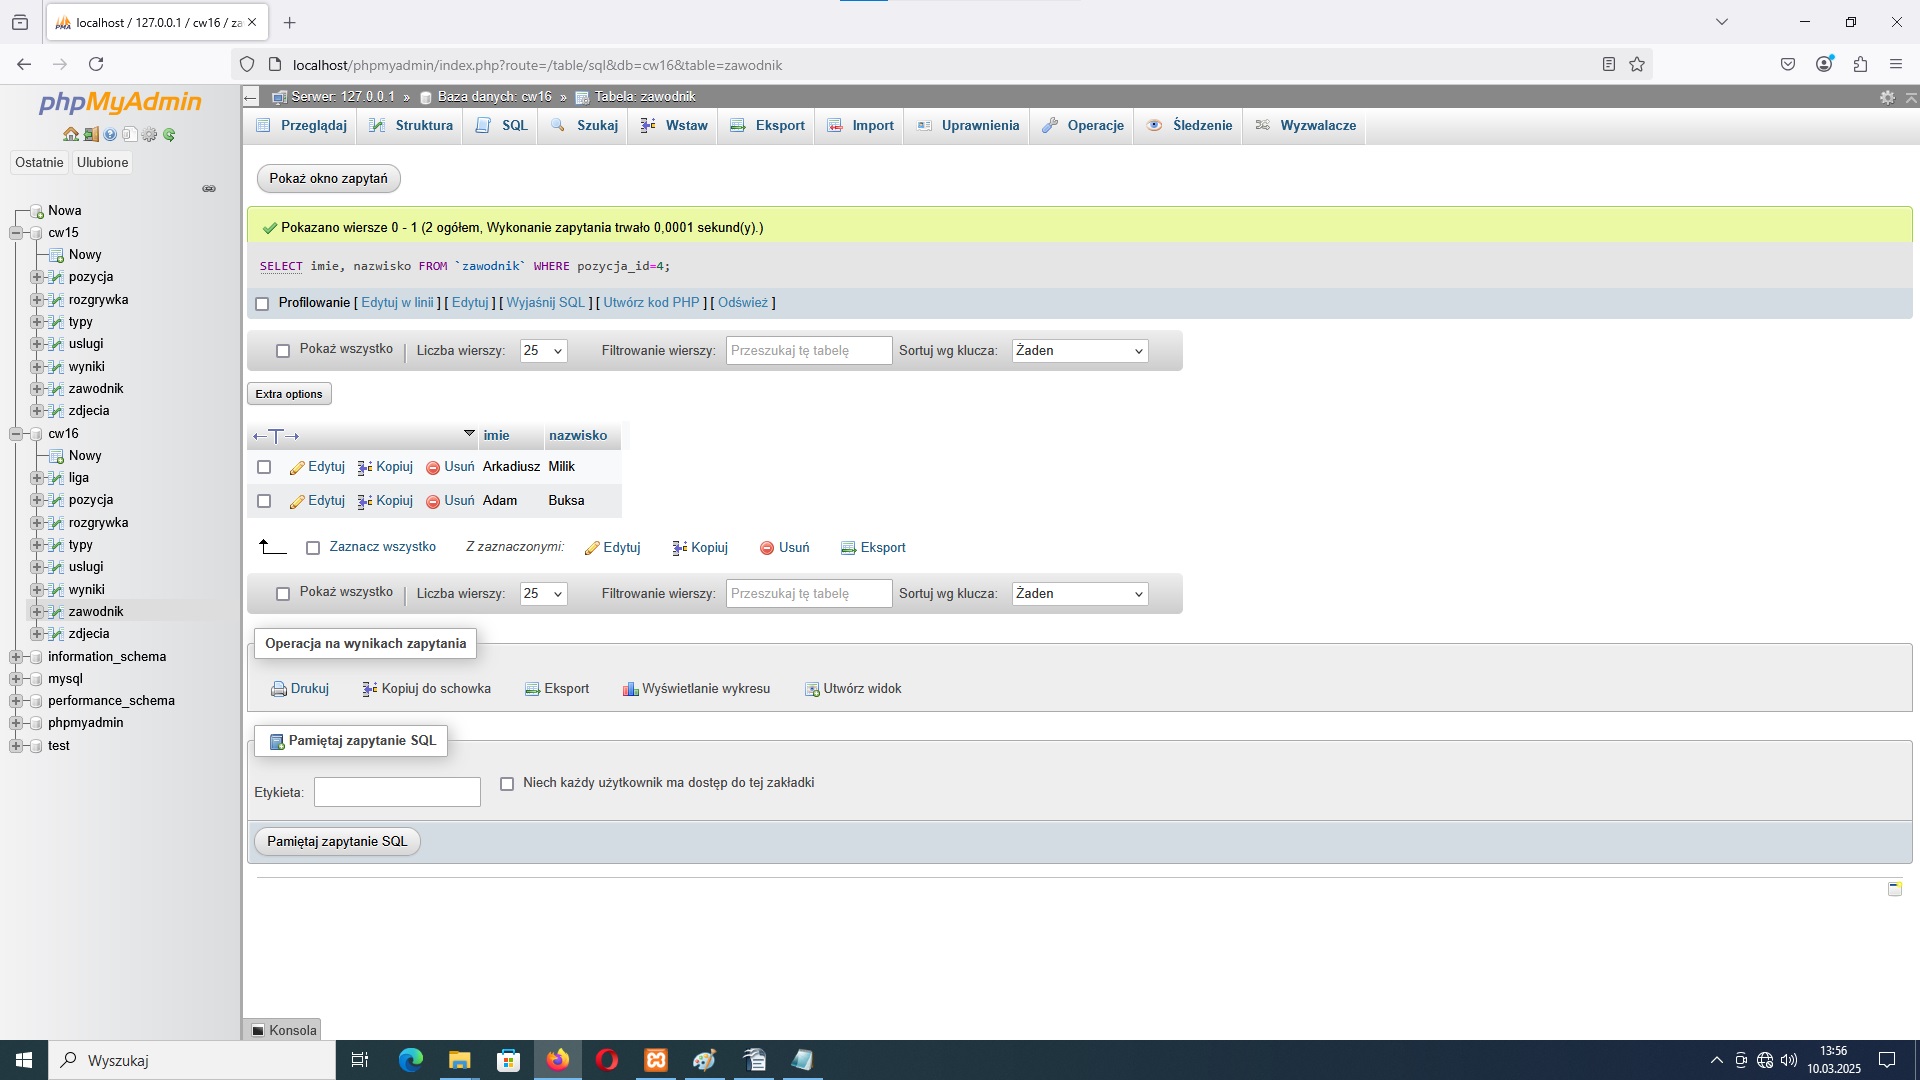 localhost / 127.0.0.1 / cw16 / za
localhost/phpmyadmin/index.php?route=/table/sql&db=cw16&table=zawodnik
phpMyAdmin
Ostatnie Ulubione
Nowa
cw15
Nowy
pozycja
rozgrywka
typy
uslugi
wyniki
zawodnik
zdjecia
cw16
Nowy
liga
pozycja
rozgrywka
typy
uslugi
wyniki
zawodnik
zdjecia
information_schema
mysql
performance_schema
phpmyadmin
test
Serwer: 127.0.0.1 » Baza danych: cw16 » Tabela: zawodnik
Przeglądaj Struktura SQL Szukaj Wstaw Eksport Import Uprawnienia Operacje Śledzenie Wyzwalacze
Pokaż okno zapytań
Pokazano wiersze 0 - 1 (2 ogółem, Wykonanie zapytania trwało 0,0001 sekund(y).)
SELECT imie, nazwisko FROM `zawodnik` WHERE pozycja_id=4;
Profilowanie [ Edytuj w linii ] [ Edytuj ] [ Wyjaśnij SQL ] [ Utwórz kod PHP ] [ Odśwież ]
Pokaż wszystko | Liczba wierszy: 25 Filtrowanie wierszy: Przeszukaj tę tabelę Sortuj wg klucza: Żaden
Extra options
←T→ imie nazwisko
Edytuj Kopiuj Usuń Arkadiusz Milik
Edytuj Kopiuj Usuń Adam Buksa
Zaznacz wszystko Z zaznaczonymi: Edytuj Kopiuj Usuń Eksport
Pokaż wszystko | Liczba wierszy: 25 Filtrowanie wierszy: Przeszukaj tę tabelę Sortuj wg klucza: Żaden
Operacja na wynikach zapytania
Drukuj Kopiuj do schowka Eksport Wyświetlanie wykresu Utwórz widok
Pamiętaj zapytanie SQL
Etykieta: Niech każdy użytkownik ma dostęp do tej zakładki
Pamiętaj zapytanie SQL
Konsola
Wyszukaj
13:56
10.03.2025